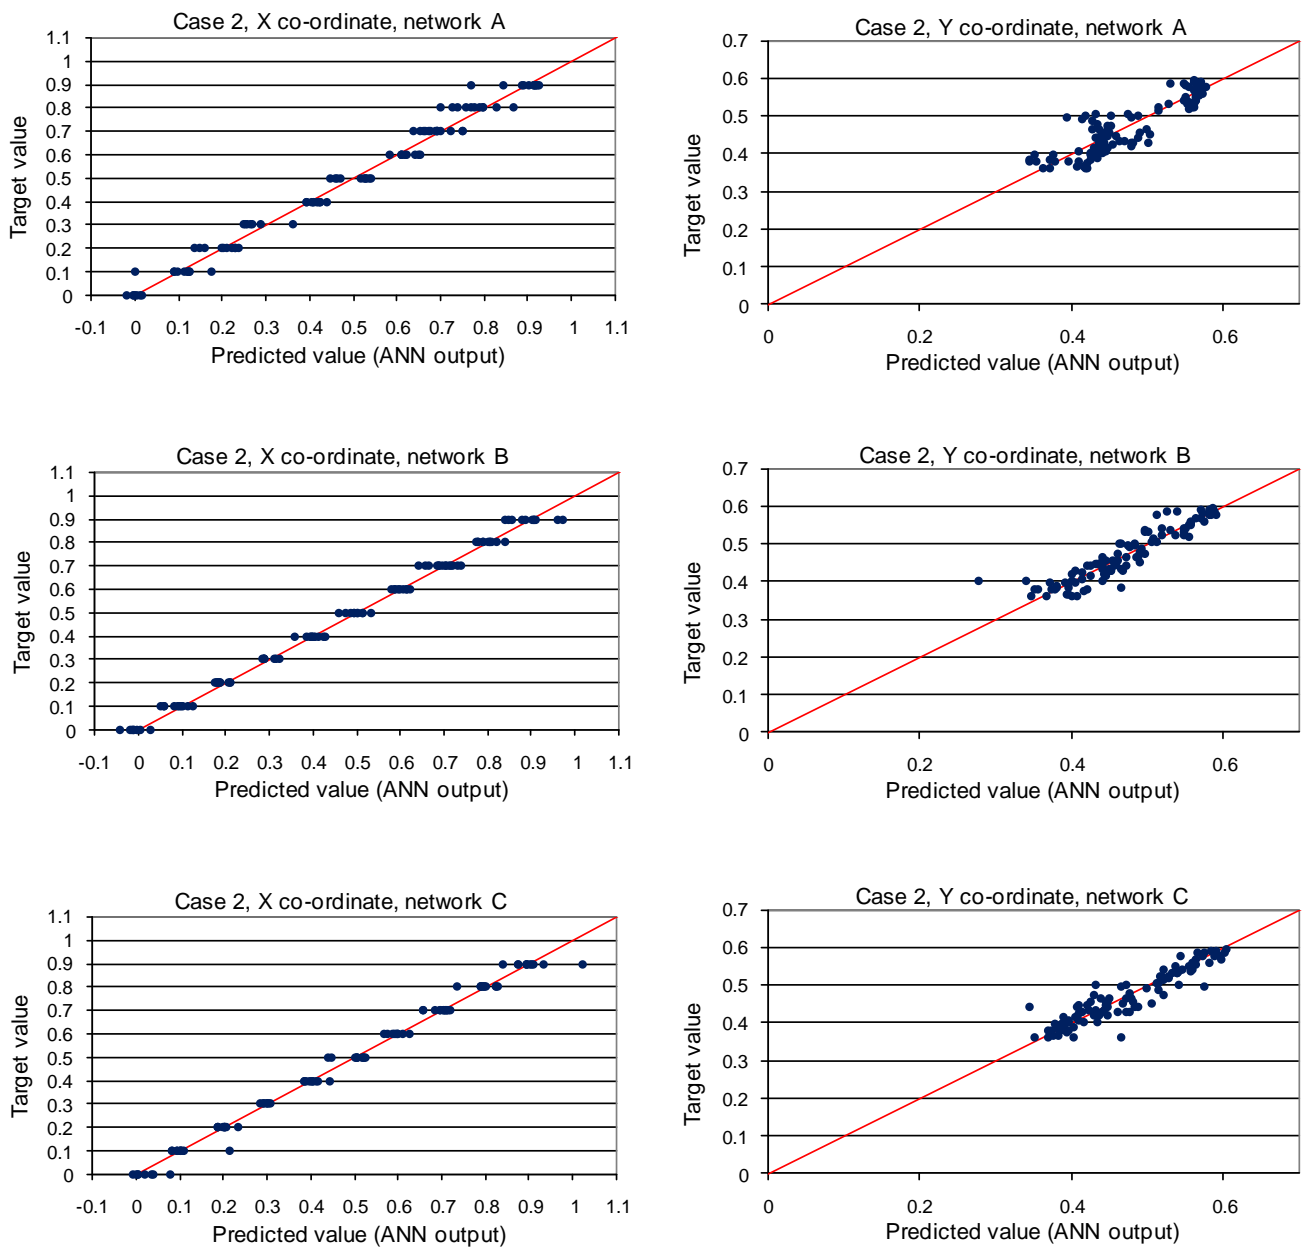 Case 2, X co-ordinate, network A
1.1
1
0.9
0.8
0.7
0.6
0.5
0.4
0.3
0.2
0.1
0
Target value
-0.1 0 0.1 0.2 0.3 0.4 0.5 0.6 0.7 0.8 0.9 1 1.1
Predicted value (ANN output)
Case 2, Y co-ordinate, network A
0.7
0.6
0.5
0.4
0.3
0.2
0.1
0
Target value
0 0.2 0.4 0.6
Predicted value (ANN output)
Case 2, X co-ordinate, network B
1.1
1
0.9
0.8
0.7
0.6
0.5
0.4
0.3
0.2
0.1
0
Target value
-0.1 0 0.1 0.2 0.3 0.4 0.5 0.6 0.7 0.8 0.9 1 1.1
Predicted value (ANN output)
Case 2, Y co-ordinate, network B
0.7
0.6
0.5
0.4
0.3
0.2
0.1
0
Target value
0 0.2 0.4 0.6
Predicted value (ANN output)
Case 2, X co-ordinate, network C
1.1
1
0.9
0.8
0.7
0.6
0.5
0.4
0.3
0.2
0.1
0
Target value
-0.1 0 0.1 0.2 0.3 0.4 0.5 0.6 0.7 0.8 0.9 1 1.1
Predicted value (ANN output)
Case 2, Y co-ordinate, network C
0.7
0.6
0.5
0.4
0.3
0.2
0.1
0
Target value
0 0.2 0.4 0.6
Predicted value (ANN output)